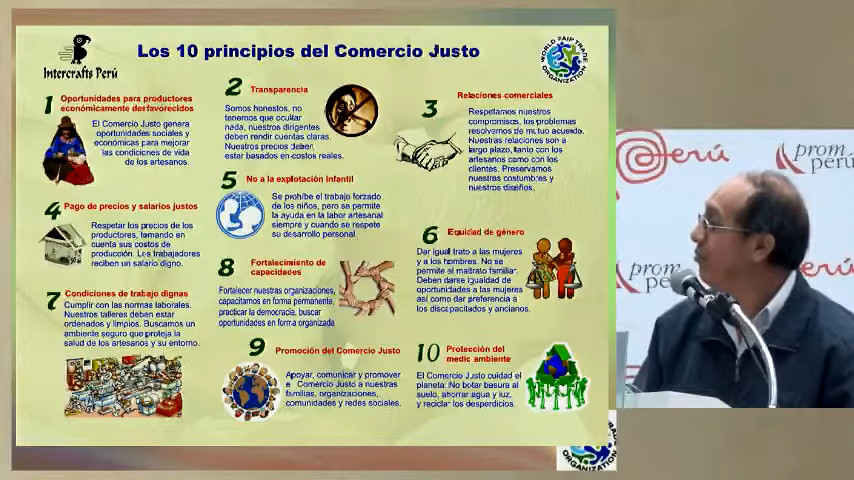 Intercrafts Perú
Los 10 principios del Comercio Justo
WORLD FAIR TRADE ORGANIZATION
1 Oportunidades para productores
económicamente desfavorecidos
El Comercio Justo genera
oportunidades sociales y
económicas para mejorar
las condiciones de vida
de los artesanos.
2 Transparencia
Somos honestos, no
tenemos que ocultar
nada, nuestros dirigentes
deben rendir cuentas claras.
Nuestros precios deben
estar basados en costos reales.
3 Relaciones comerciales
Respetamos nuestros
compromisos, los problemas
resolvemos de mutuo acuerdo.
Nuestras relaciones son a
largo plazo, tanto con los
artesanos como con los
clientes. Preservamos
nuestras costumbres y
nuestros diseños.
4 Pago de precios y salarios justos
Respetar los precios de los
productores, tomando en
cuenta sus costos de
producción. Los trabajadores
reciben un salario digno.
5 No a la explotación infantil
Se prohíbe el trabajo forzado
de los niños, pero se permite
la ayuda en la labor artesanal
siempre y cuando se respete
su desarrollo personal.
6 Equidad de género
Dar igual trato a las mujeres
y a los hombres. No se
permite el maltrato familiar.
Deben darse igualdad de
oportunidades a las mujeres
así como dar preferencia a
los discapacitados y ancianos.
7 Condiciones de trabajo dignas
Cumplir con las normas laborales.
Nuestros talleres deben estar
ordenados y limpios. Buscamos un
ambiente seguro que proteja la
salud de los artesanos y su entorno.
8 Fortalecimiento de
capacidades
Fortalecer nuestras organizaciones,
capacitarnos en forma permanente,
practicar la democracia, buscar
oportunidades en forma organizada
9 Promoción del Comercio Justo
Apoyar, comunicar y promover
e Comercio Justo a nuestras
familias, organizaciones,
comunidades y redes sociales.
10 Protección del
medio ambiente
El Comercio Justo cuida el
planeta: No botar basura al
suelo, ahorrar agua y luz,
y reciclar los desperdicios.
ORGANIZATION
Perú
prom
perú
prom
pe
erú